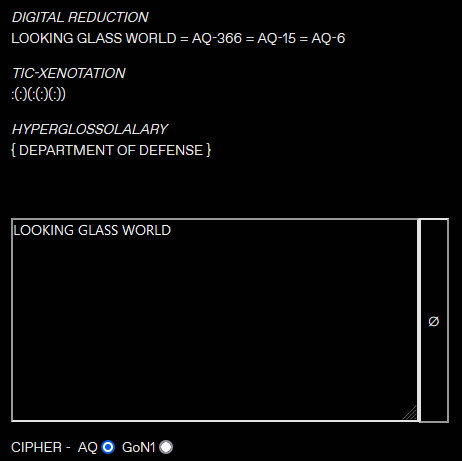 DIGITAL REDUCTION
LOOKING GLASS WORLD = AQ-366 = AQ-15 = AQ-6
TIC-XENOTATION
:(:)(:(:)(:))
HYPERGLOSSOLALARY
{ DEPARTMENT OF DEFENSE }
LOOKING GLASS WORLD
Ø
CIPHER - AQ GoN1